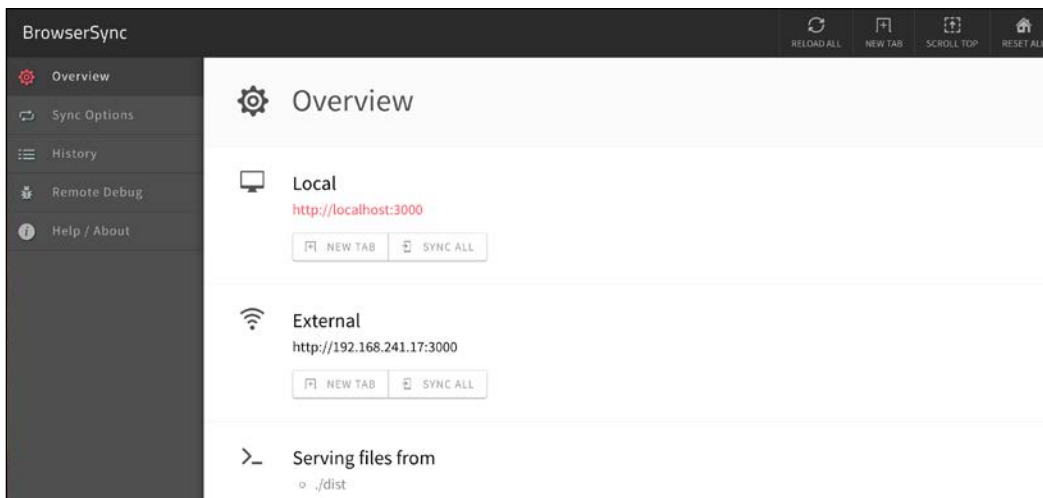 BrowserSync
RELOAD ALL
NEW TAB
SCROLL TOP
RESET ALL
Overview
Sync Options
History
Remote Debug
Help / About
Overview
Local
http://localhost:3000
NEW TAB
SYNC ALL
External
http://192.168.241.17:3000
NEW TAB
SYNC ALL
Serving files from
./dist